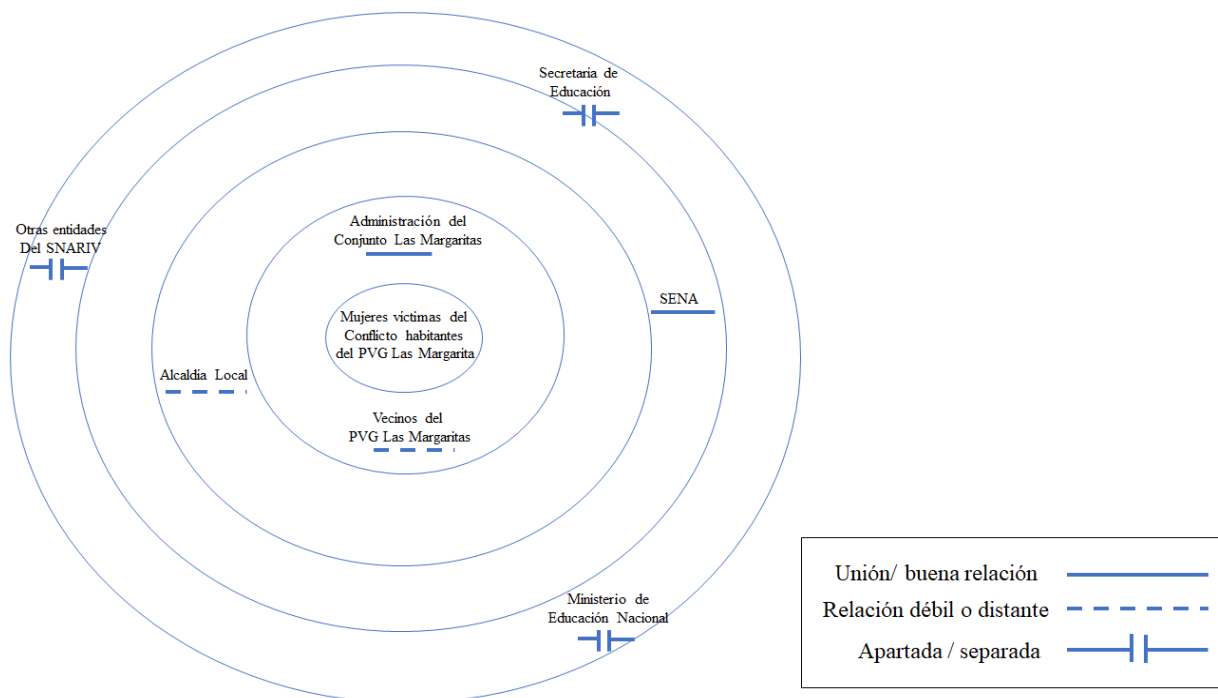 Secretaria de
Educación
Otras entidades
Del SNARIV
Administración del
Conjunto Las Margaritas
SENA
Mujeres victimas del
Conflicto habitantes
del PVG Las Margarita
Alcaldía Local
Vecinos del
PVG Las Margaritas
Ministerio de
Educación Nacional
Unión/ buena relación
Relación débil o distante
Apartada / separada